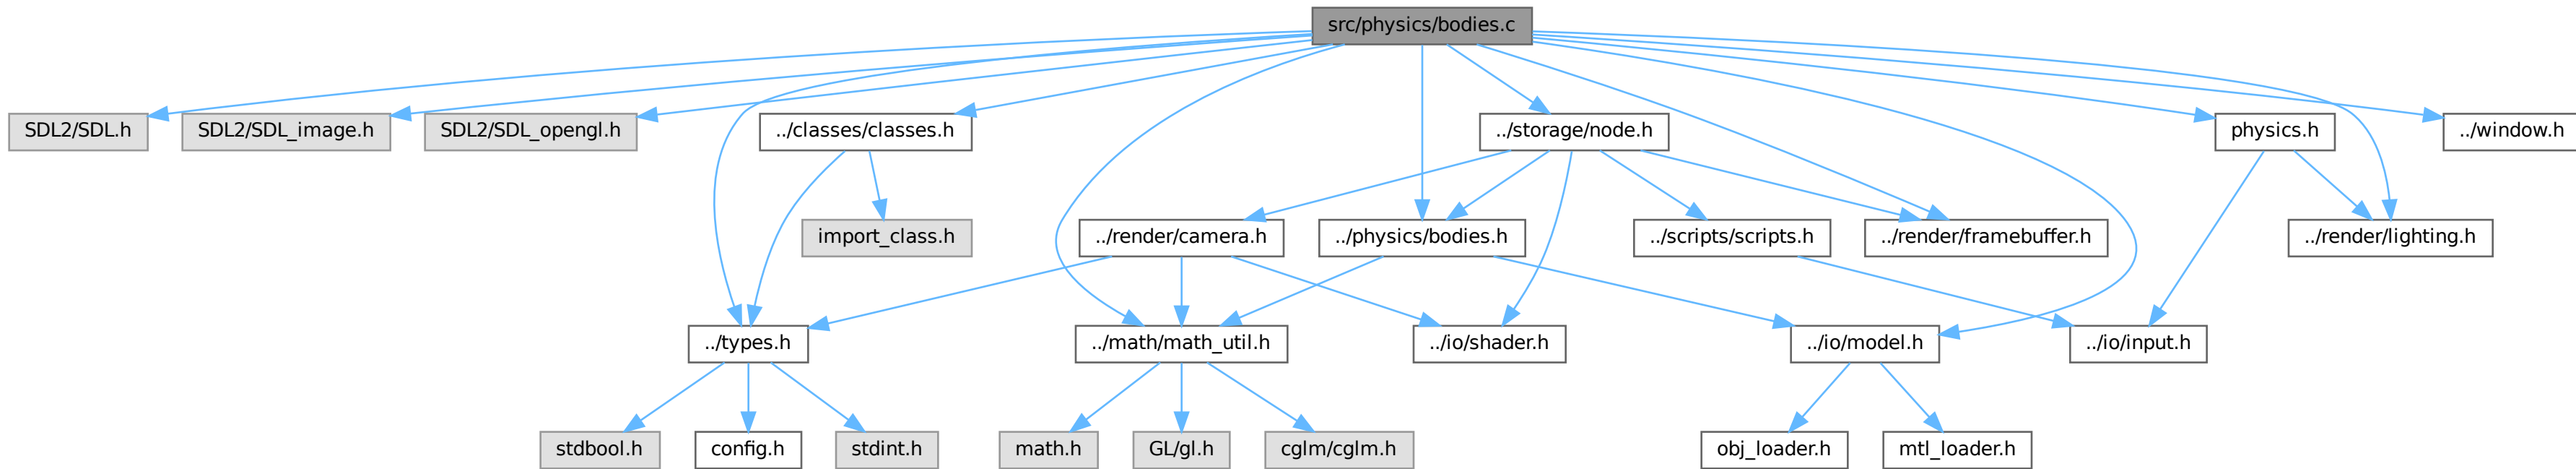 src/physics/bodies.c
SDL2/SDL.h
SDL2/SDL_image.h
SDL2/SDL_opengl.h
../classes/classes.h
../storage/node.h
physics.h
../window.h
import_class.h
../render/camera.h
../physics/bodies.h
../scripts/scripts.h
../render/framebuffer.h
../render/lighting.h
../types.h
../math/math_util.h
../io/shader.h
../io/model.h
../io/input.h
stdbool.h
config.h
stdint.h
math.h
GL/gl.h
cglm/cglm.h
obj_loader.h
mtl_loader.h